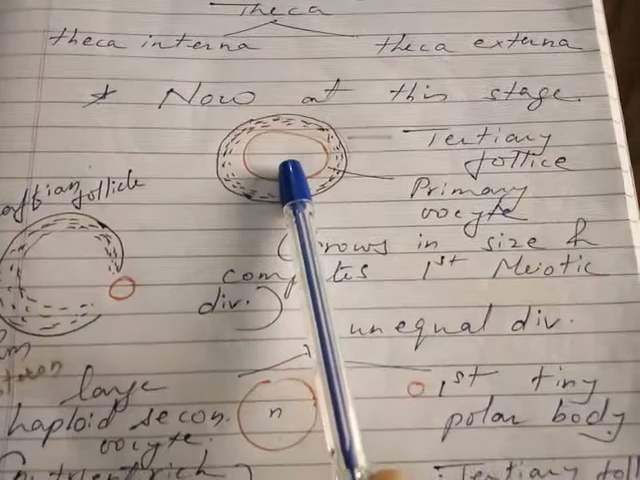 Theca
theca interna theca externa
* Now at this stage.
Tertiary
follice
Primary
oocyte
follicle
Grows in size &
completes 1st Meiotic
div.
unequal div.
large
haploid secon.
oocyte.
n
1st tiny
polar body
Tertiary